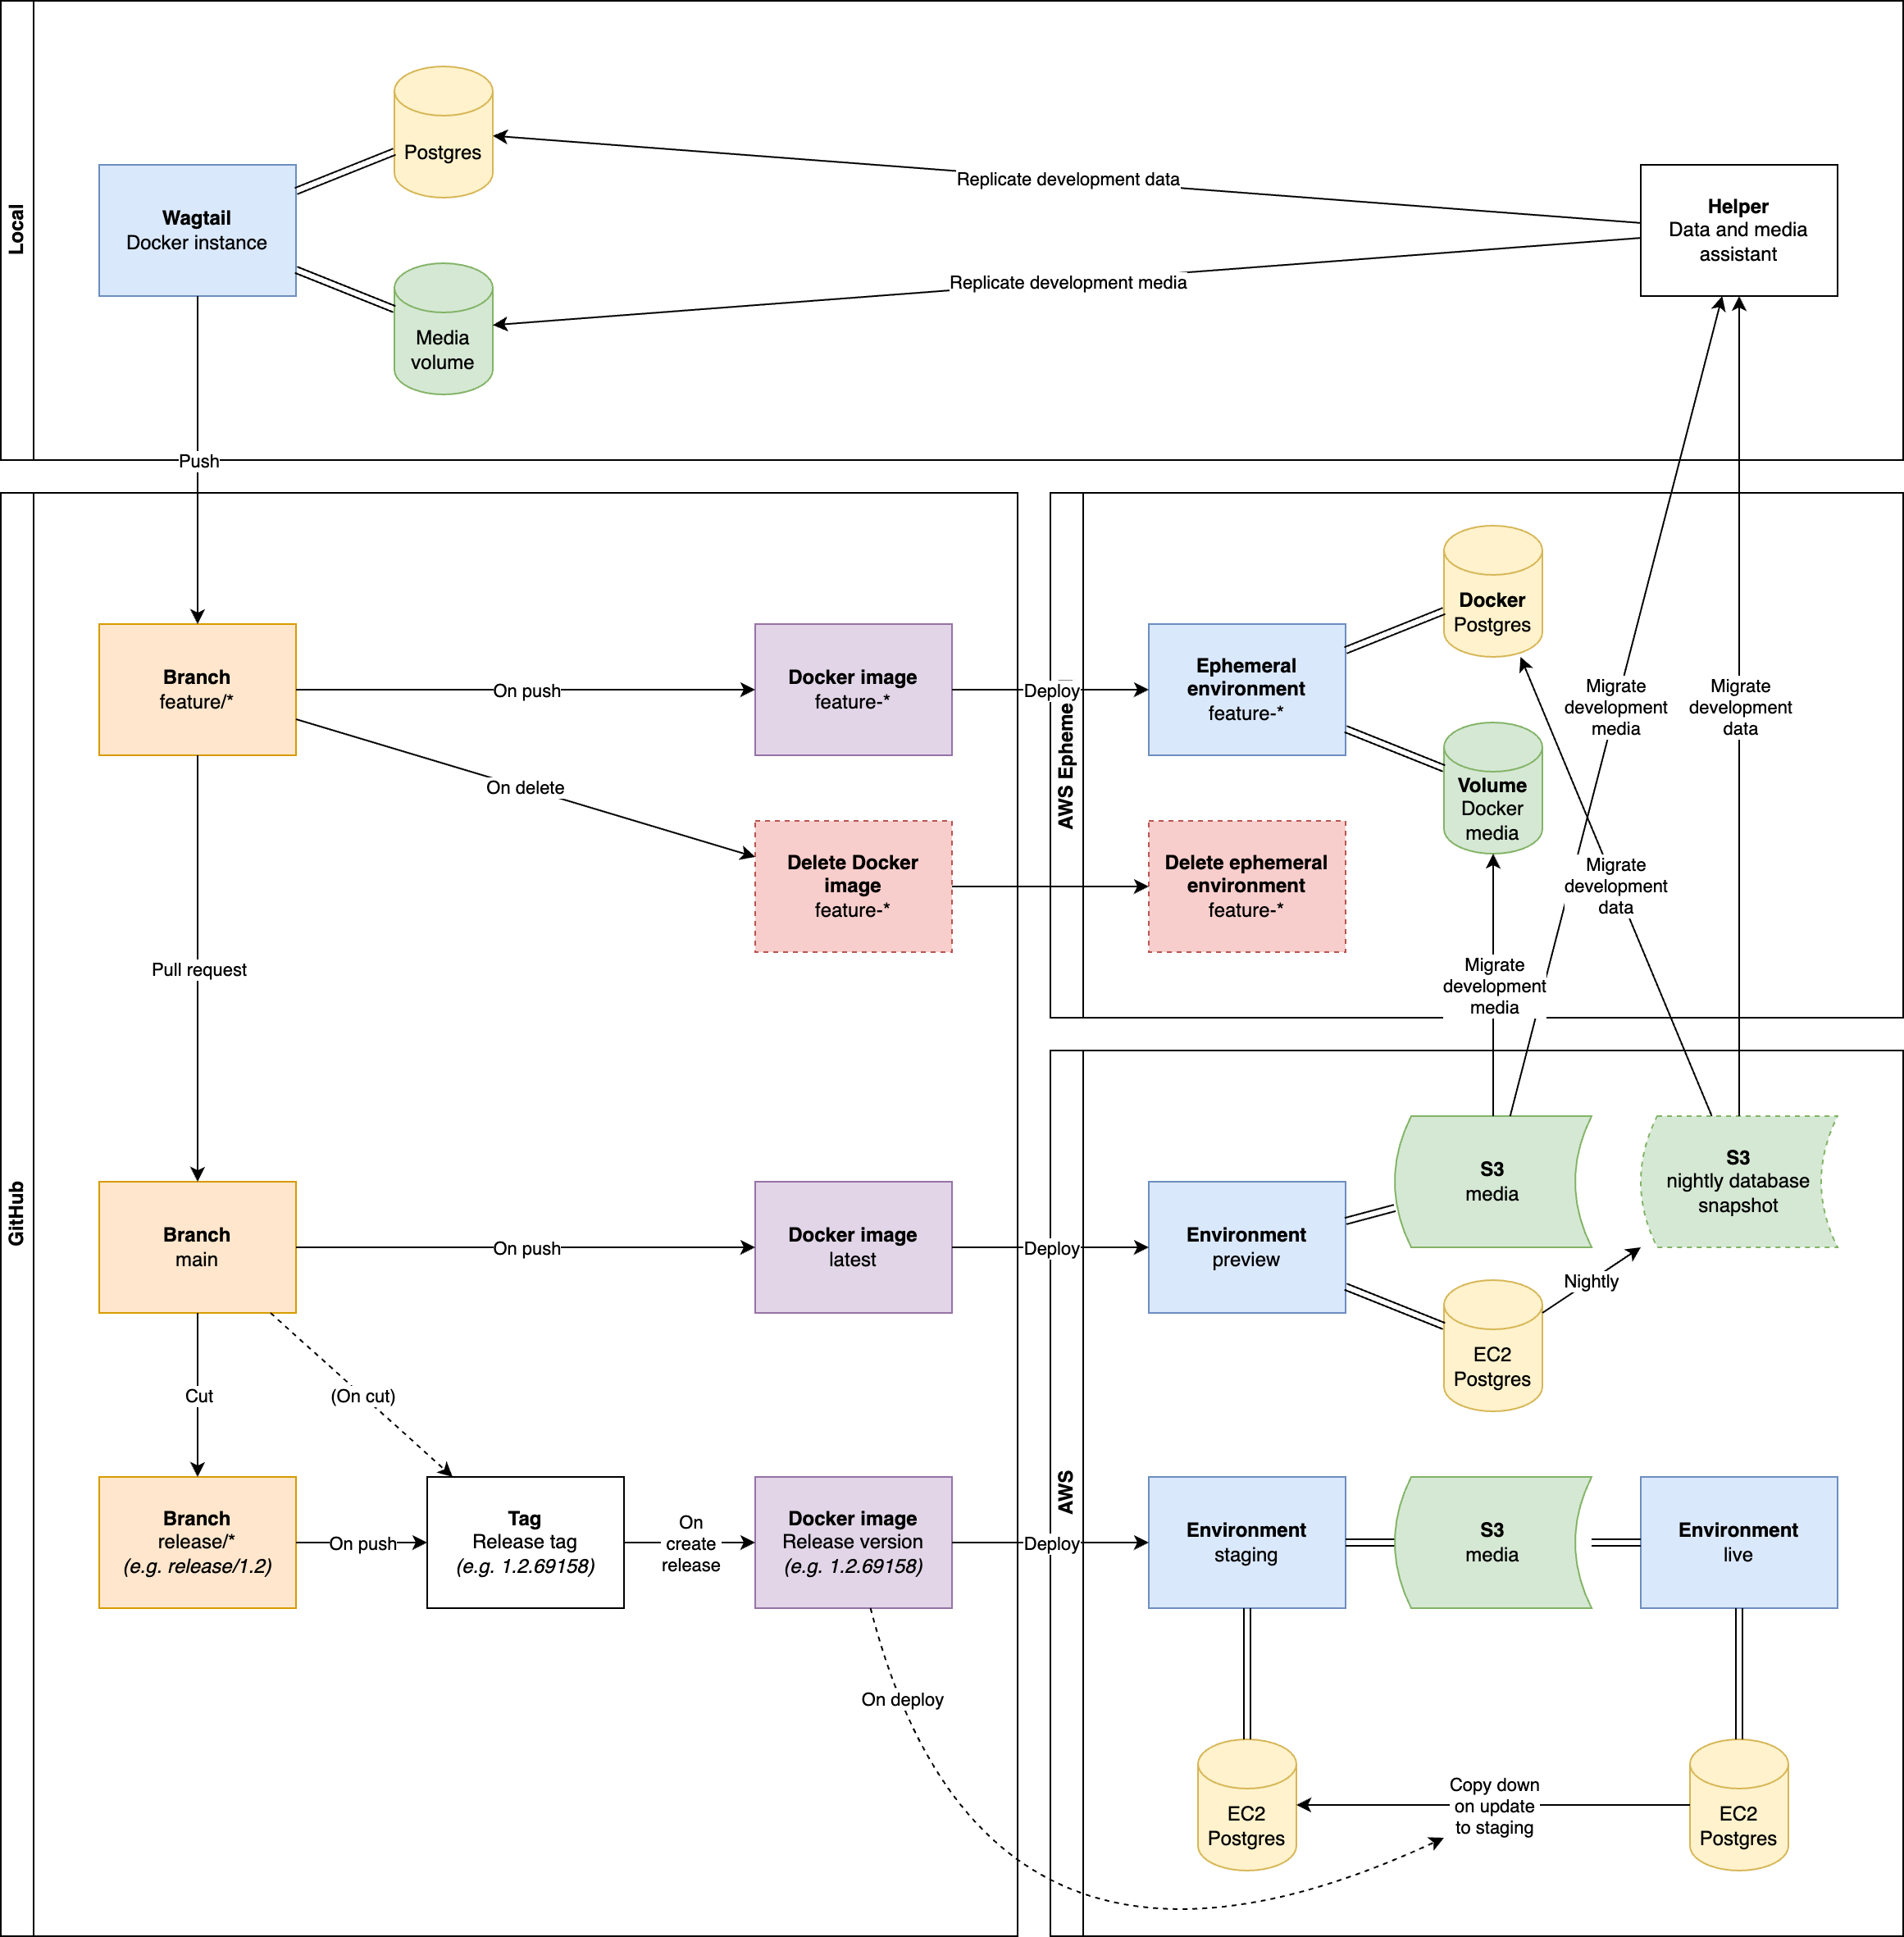 Local
Postgres
Wagtail
Docker instance
Media
volume
Replicate development data
Replicate development media
Helper
Data and media
assistant
Push
GitHub
Branch
feature/*
On push
Docker image
feature-*
Deploy
On delete
Delete Docker
image
feature-*
Pull request
Branch
main
On push
Docker image
latest
Deploy
Cut
(On cut)
Branch
release/*
(e.g. release/1.2)
On push
Tag
Release tag
(e.g. 1.2.69158)
On
create
release
Docker image
Release version
(e.g. 1.2.69158)
Deploy
On deploy
AWS Epheme
Ephemeral
environment
feature-*
Docker
Postgres
Volume
Docker
media
Delete ephemeral
environment
feature-*
Migrate
development
media
Migrate
development
data
Migrate
development
data
Migrate
development
media
AWS
Environment
preview
S3
media
S3
nightly database
snapshot
Nightly
EC2
Postgres
Environment
staging
S3
media
Environment
live
EC2
Postgres
Copy down
on update
to staging
EC2
Postgres